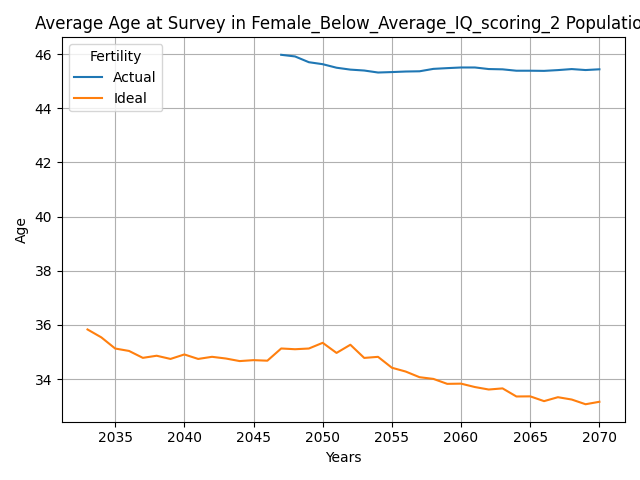 Average Age at Survey in Female_Below_Average_IQ_scoring_2 Populatio
Fertility
Actual
Ideal
46
44
42
40
38
36
34
Age
2035 2040 2045 2050 2055 2060 2065 2070
Years